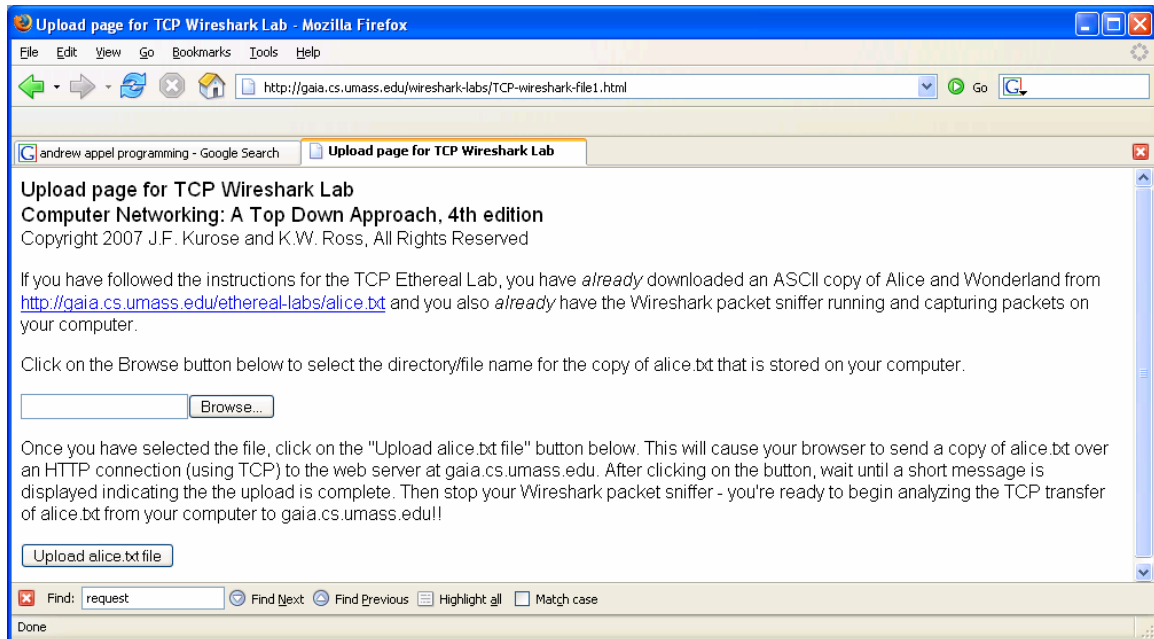 Upload page for TCP Wireshark Lab - Mozilla Firefox
File Edit View Go Bookmarks Tools Help
http://gaia.cs.umass.edu/wireshark-labs/TCP-wireshark-file1.html Go G
G andrew appel programming - Google Search Upload page for TCP Wireshark Lab
Upload page for TCP Wireshark Lab
Computer Networking: A Top Down Approach, 4th edition
Copyright 2007 J.F. Kurose and K.W. Ross, All Rights Reserved
If you have followed the instructions for the TCP Ethereal Lab, you have already downloaded an ASCII copy of Alice and Wonderland from
http://gaia.cs.umass.edu/ethereal-labs/alice.txt and you also already have the Wireshark packet sniffer running and capturing packets on
your computer.
Click on the Browse button below to select the directory/file name for the copy of alice.txt that is stored on your computer.
Browse...
Once you have selected the file, click on the "Upload alice.txt file" button below. This will cause your browser to send a copy of alice.txt over
an HTTP connection (using TCP) to the web server at gaia.cs.umass.edu. After clicking on the button, wait until a short message is
displayed indicating the the upload is complete. Then stop your Wireshark packet sniffer - you're ready to begin analyzing the TCP transfer
of alice.txt from your computer to gaia.cs.umass.edu!!
Upload alice.txt file
Find: request Find Next Find Previous Highlight all Match case
Done